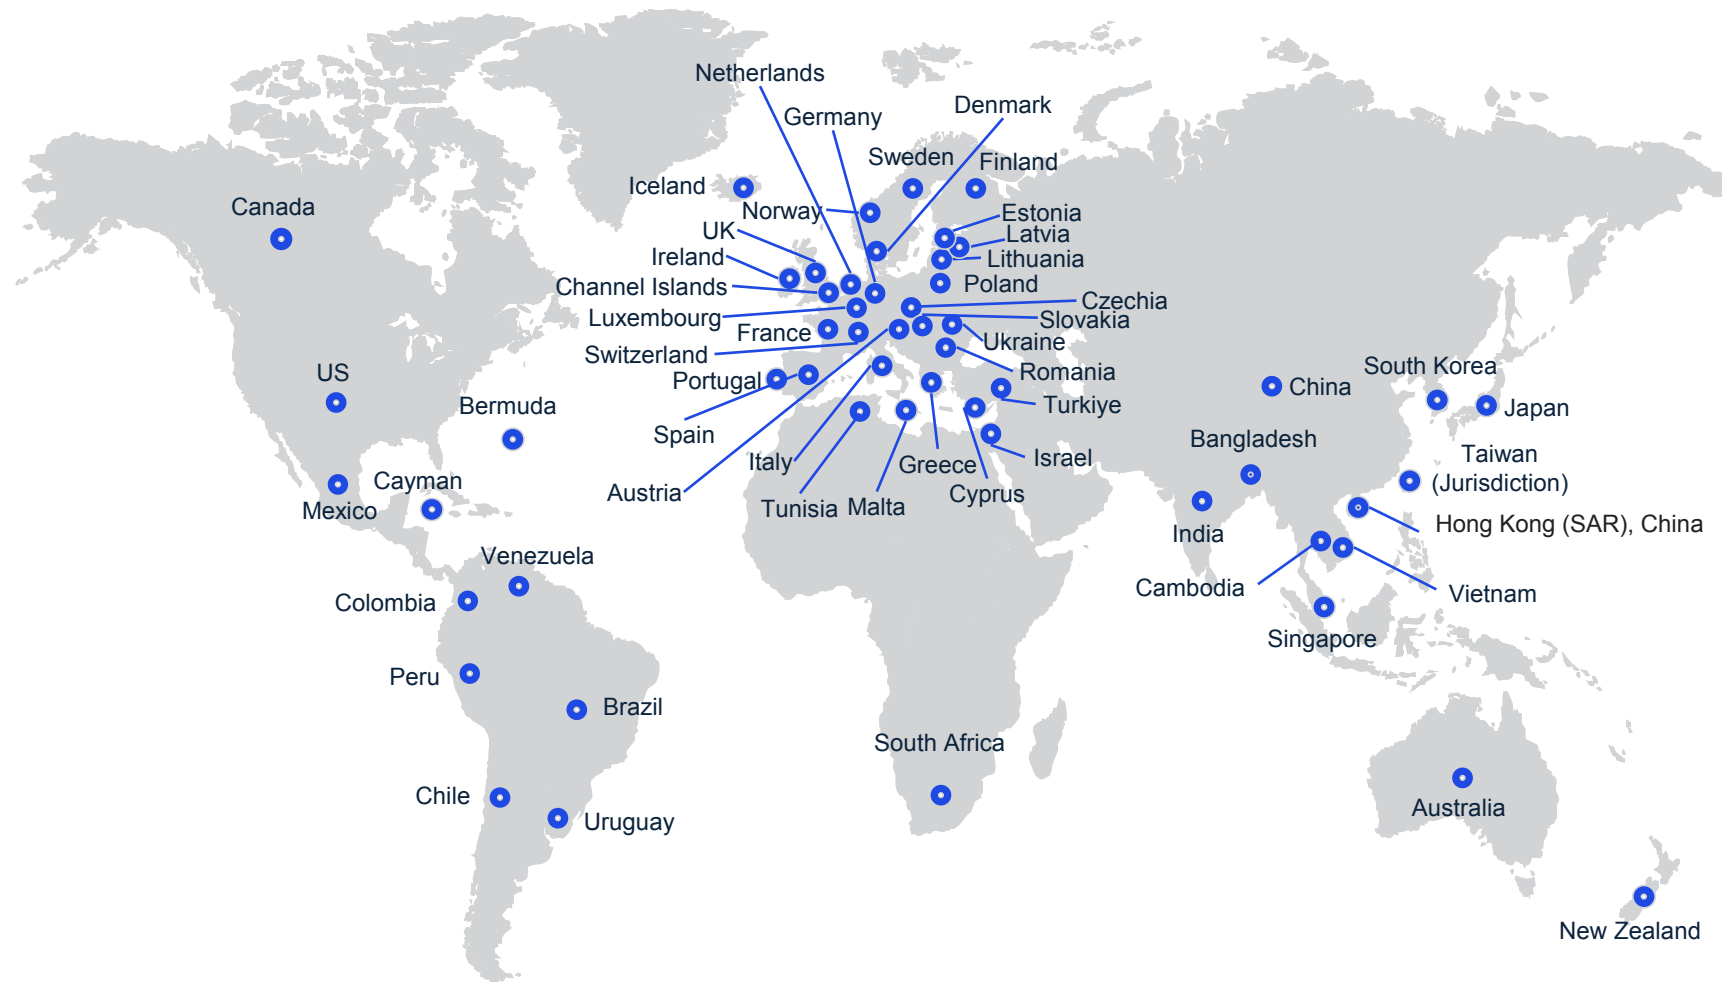 Netherlands
Denmark
Germany
Sweden
Finland
Iceland
Canada
Norway
Estonia
UK
Latvia
Ireland
Lithuania
Channel Islands
Poland
Czechia
Luxembourg
Slovakia
France
Ukraine
Switzerland
South Korea
US
Romania
Portugal
China
Bermuda
Turkiye
Japan
Spain
Bangladesh
Italy
Greece
Israel
Taiwan
(Jurisdiction)
Cayman
Austria
Cyprus
Mexico
Tunisia
Malta
Hong Kong (SAR), China
India
Venezuela
Cambodia
Vietnam
Colombia
Singapore
Peru
Brazil
South Africa
Chile
Australia
Uruguay
New Zealand